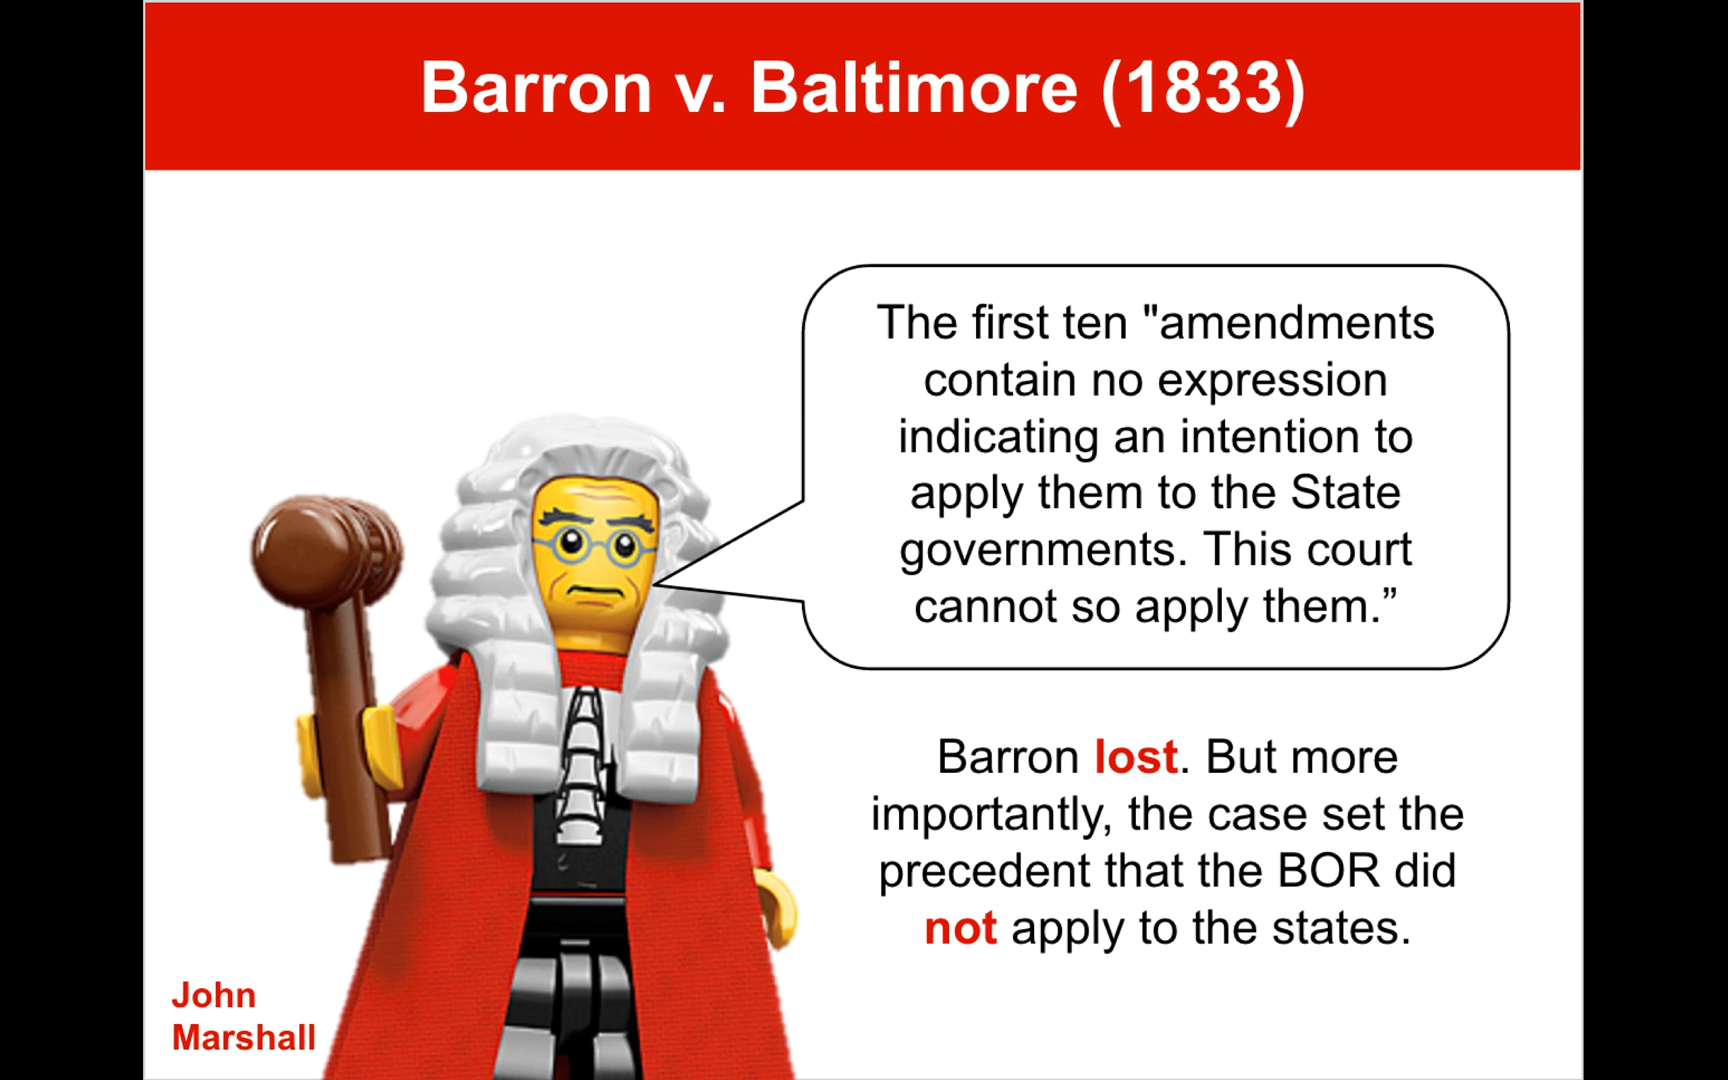 Barron v. Baltimore (1833)
The first ten "amendments
contain no expression
indicating an intention to
apply them to the State
governments. This court
cannot so apply them.”
Barron lost. But more
importantly, the case set the
precedent that the BOR did
not apply to the states.
John
Marshall